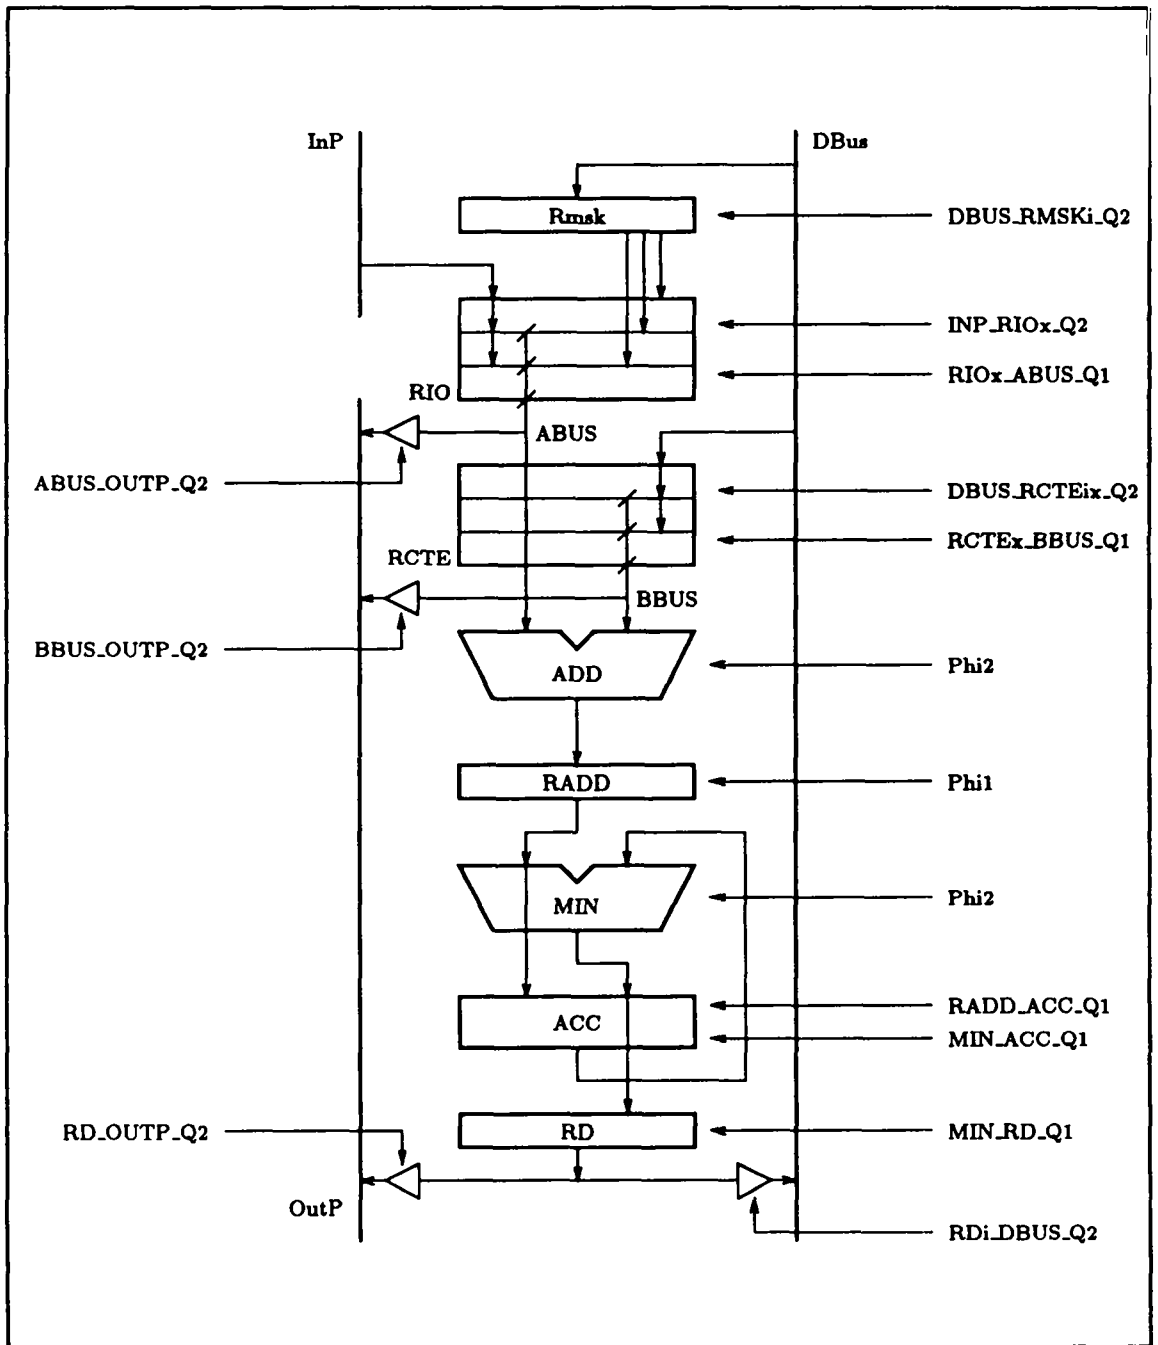 InP
DBus
Rmsk
DBUS_RMSKi_Q2
INP_RIOx_Q2
RIOx_ABUS_Q1
RIO
ABUS
ABUS_OUTP_Q2
DBUS_RCTEix_Q2
RCTEx_BBUS_Q1
RCTE
BBUS
BBUS_OUTP_Q2
ADD
Phi2
RADD
Phi1
MIN
Phi2
RADD_ACC_Q1
ACC
MIN_ACC_Q1
RD_OUTP_Q2
RD
MIN_RD_Q1
OutP
RDi_DBUS_Q2